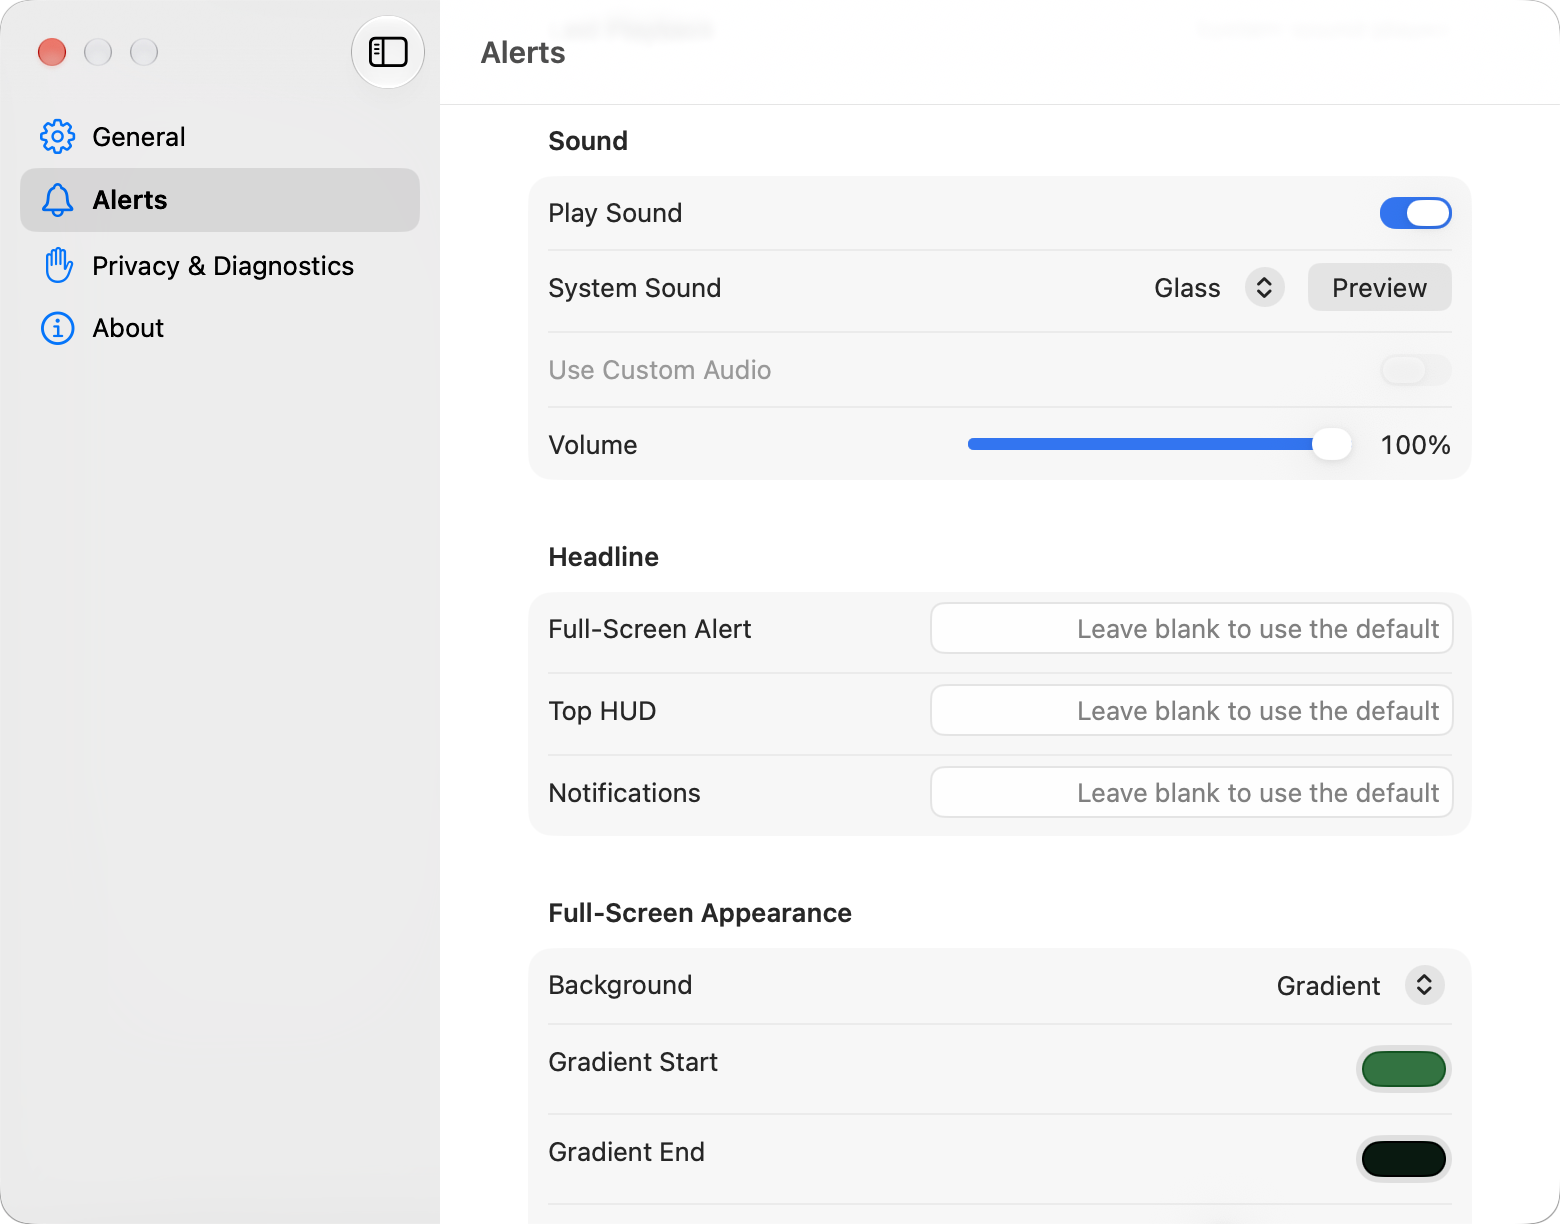 Alerts
General
Alerts
Privacy & Diagnostics
About
Sound
Play Sound
System Sound Glass Preview
Use Custom Audio
Volume 100%
Headline
Full-Screen Alert Leave blank to use the default
Top HUD Leave blank to use the default
Notifications Leave blank to use the default
Full-Screen Appearance
Background Gradient
Gradient Start
Gradient End